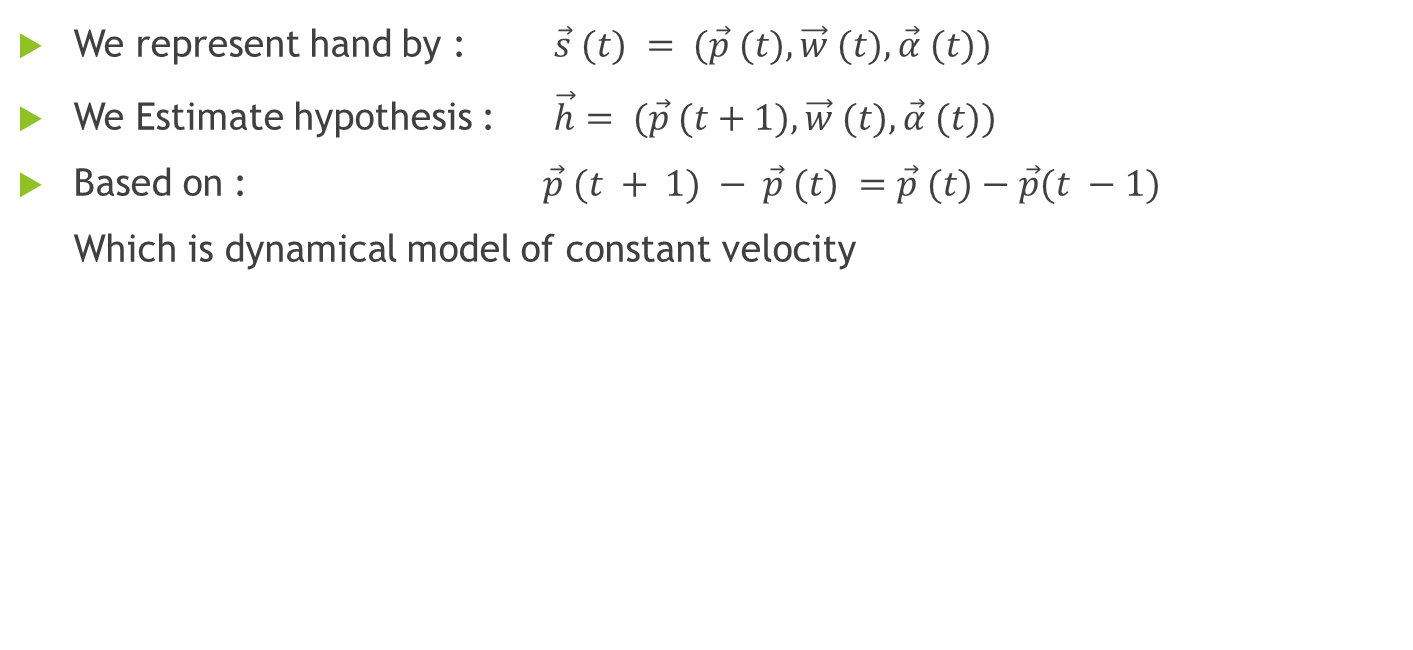 We represent hand by : s⃗ (t) = (p⃗ (t), w⃗ (t), α⃗ (t))
We Estimate hypothesis : h⃗ = (p⃗ (t + 1), w⃗ (t), α⃗ (t))
Based on : p⃗ (t + 1) − p⃗ (t) = p⃗ (t) − p⃗(t − 1)
Which is dynamical model of constant velocity